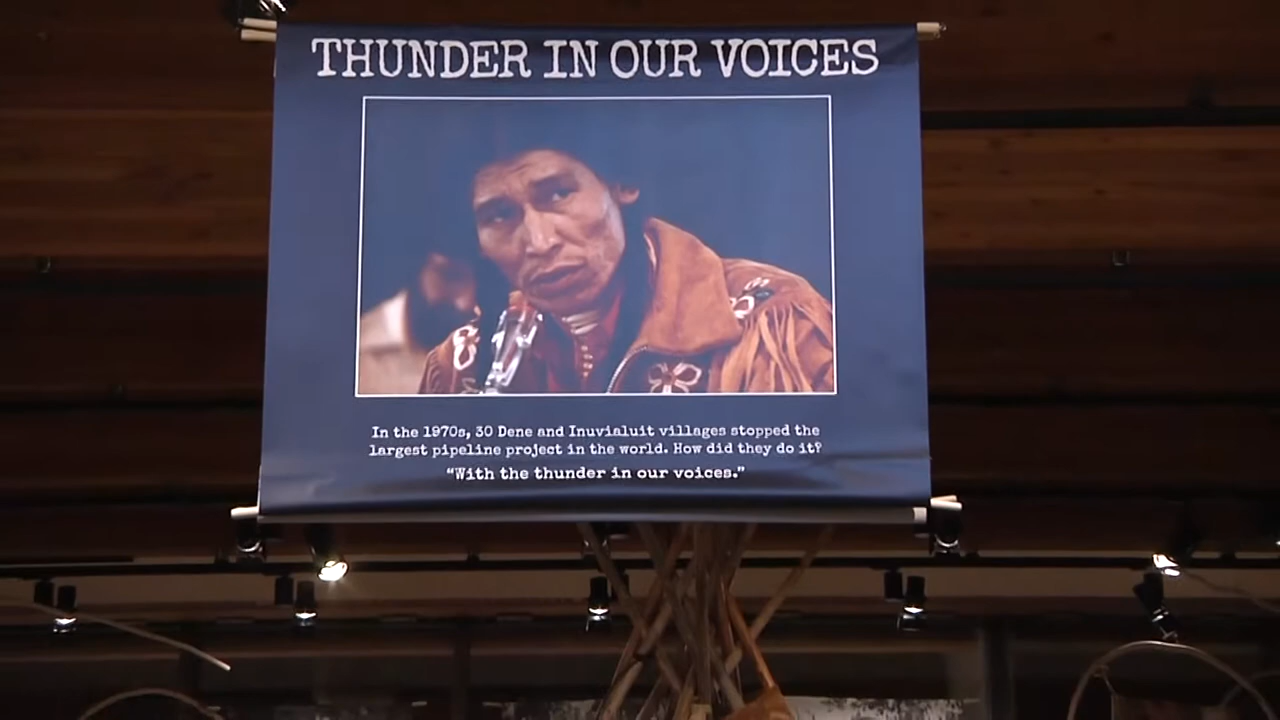 THUNDER IN OUR VOICES
In the 1970s, 30 Dene and Inuvialuit villages stopped the
largest pipeline project in the world. How did they do it?
“With the thunder in our voices.”